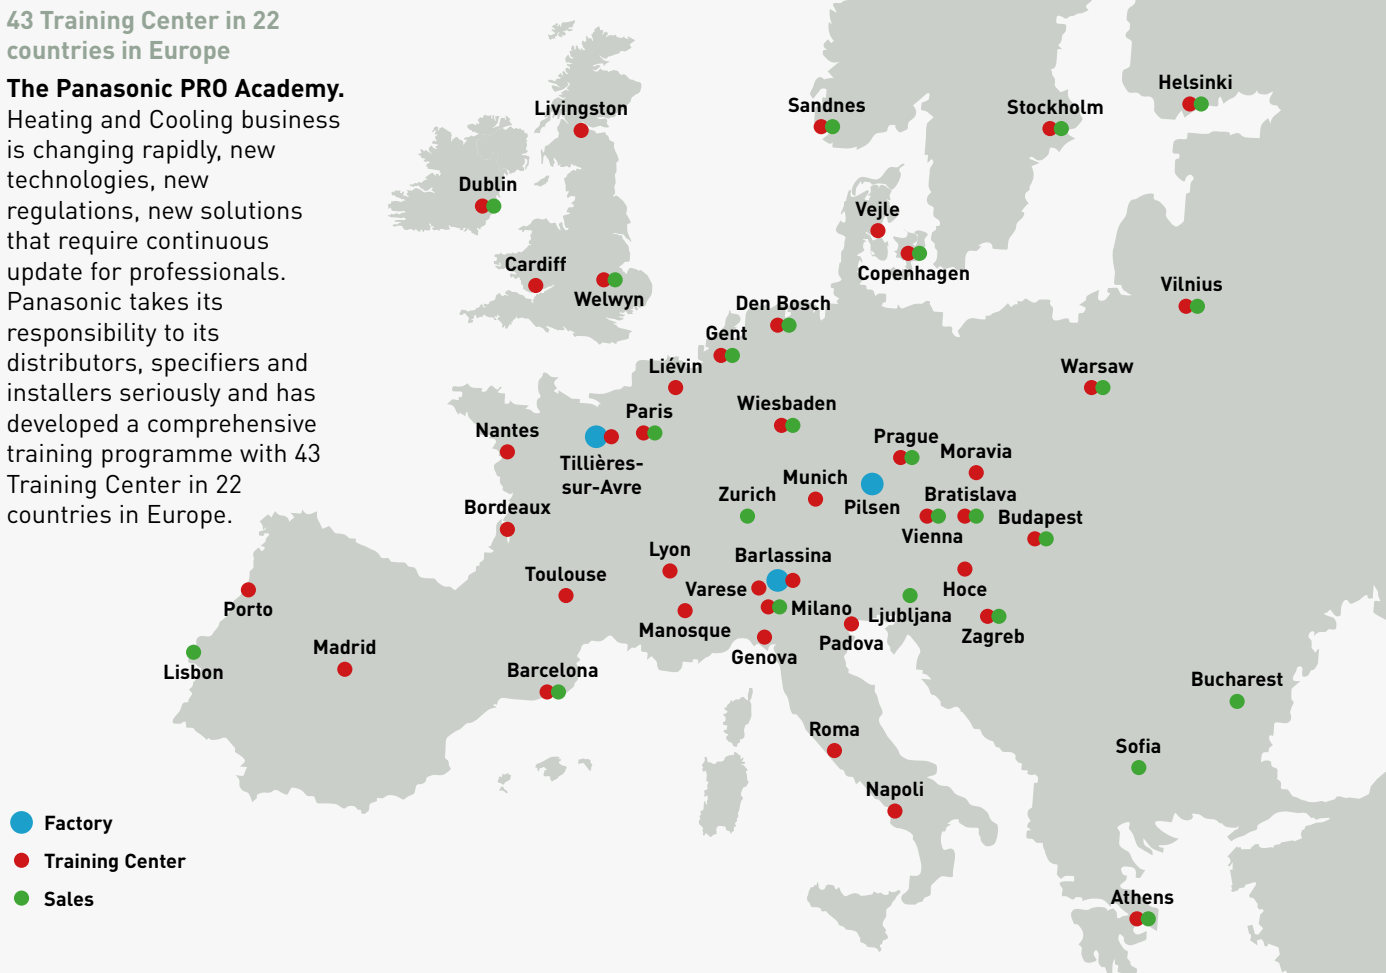 43 Training Center in 22
countries in Europe
The Panasonic PRO Academy.
Heating and Cooling business
is changing rapidly, new
technologies, new
regulations, new solutions
that require continuous
update for professionals.
Panasonic takes its
responsibility to its
distributors, specifiers and
installers seriously and has
developed a comprehensive
training programme with 43
Training Center in 22
countries in Europe.
Helsinki
Livingston
Sandnes
Stockholm
Dublin
Vejle
Cardiff
Copenhagen
Welwyn
Vilnius
Den Bosch
Gent
Liévin
Warsaw
Paris
Wiesbaden
Nantes
Prague
Moravia
Tillières-
sur-Avre
Munich
Pilsen
Zurich
Bratislava
Bordeaux
Budapest
Vienna
Lyon
Barlassina
Toulouse
Varese
Hoce
Porto
Milano
Ljubljana
Manosque
Padova
Zagreb
Madrid
Genova
Lisbon
Barcelona
Bucharest
Roma
Sofia
Napoli
Factory
Training Center
Sales
Athens